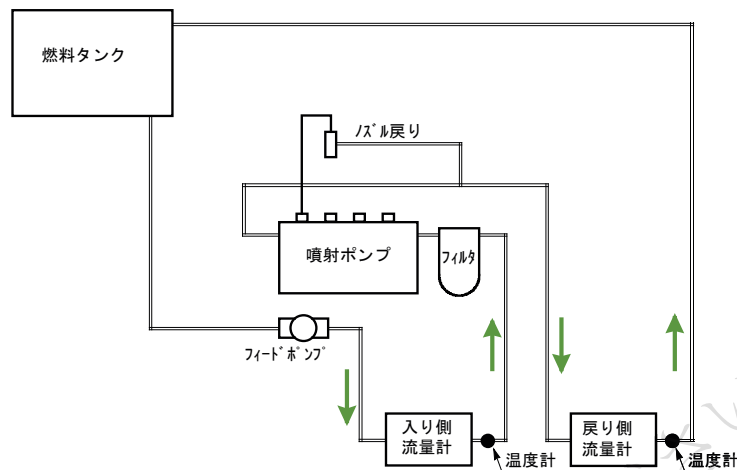 燃料タンク
ﾉｽﾞﾙ戻り
噴射ポンプ
ﾌｨﾙﾀ
ﾌｨｰﾄﾞﾎﾟﾝﾌﾟ
入り側
流量計
温度計
戻り側
流量計
温度計